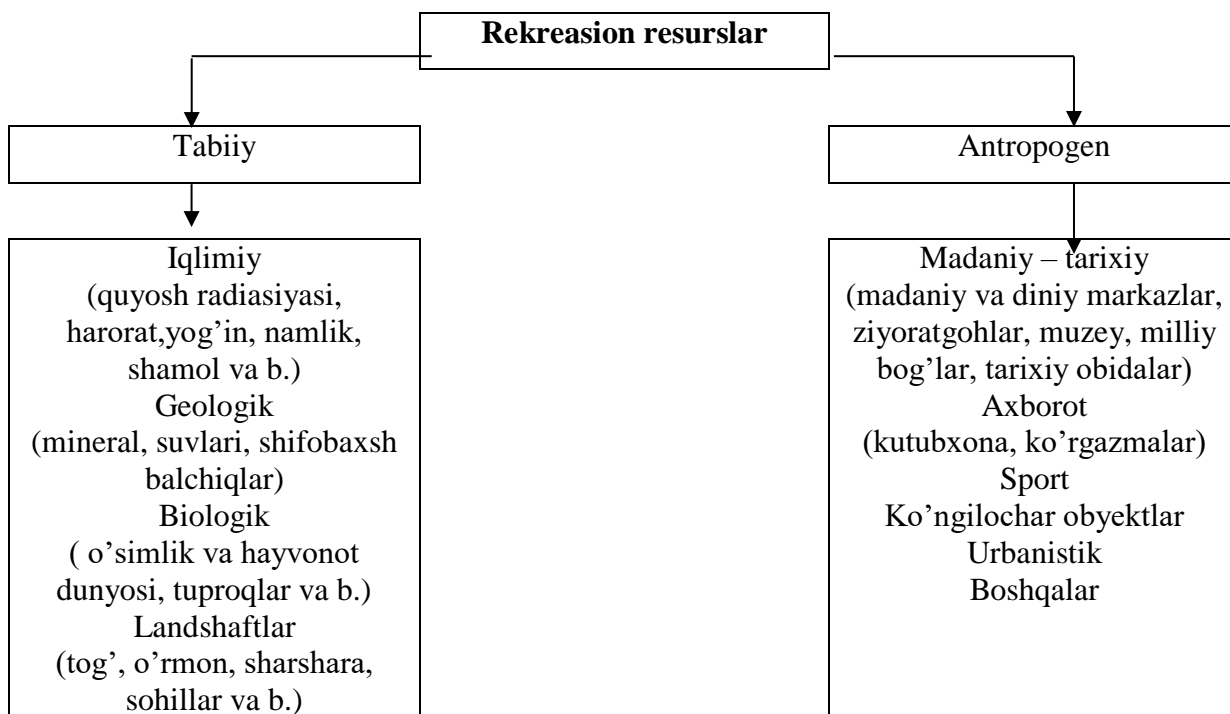 Rekreasion resurslar
Tabiiy
Antropogen
Iqlimiy
(quyosh radiasiyasi,
harorat,yog’in, namlik,
shamol va b.)
Geologik
(mineral, suvlari, shifobaxsh
balchiqlar)
Biologik
( o’simlik va hayvonot
dunyosi, tuproqlar va b.)
Landshaftlar
(tog’, o’rmon, sharshara,
sohillar va b.)
Madaniy – tarixiy
(madaniy va diniy markazlar,
ziyoratgohlar, muzey, milliy
bog’lar, tarixiy obidalar)
Axborot
(kutubxona, ko’rgazmalar)
Sport
Ko’ngilochar obyektlar
Urbanistik
Boshqalar